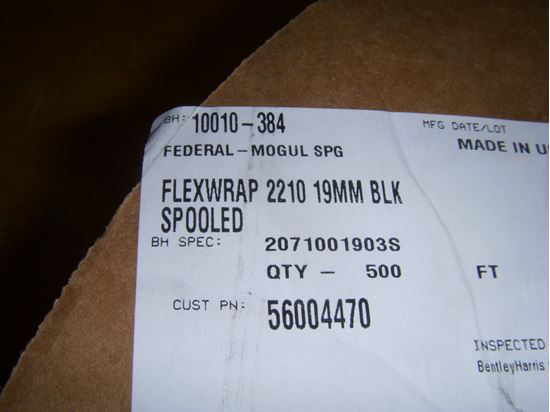 BH: 10010-384
MFG DATE/LOT
FEDERAL-MOGUL SPG
MADE IN
FLEXWRAP 2210 19MM BLK
SPOOLED
BH SPEC: 2071001903S
QTY - 500 FT
CUST PN: 56004470
INSPECTED
BentleyHarris